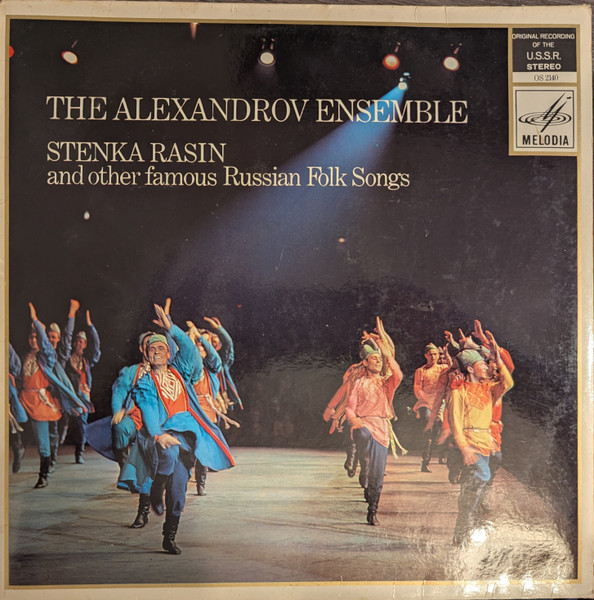 ORIGINAL RECORDING
OF THE
U.S.S.R.
STEREO
OS 2140
MELODIA
THE ALEXANDROV ENSEMBLE
STENKA RASIN
and other famous Russian Folk Songs